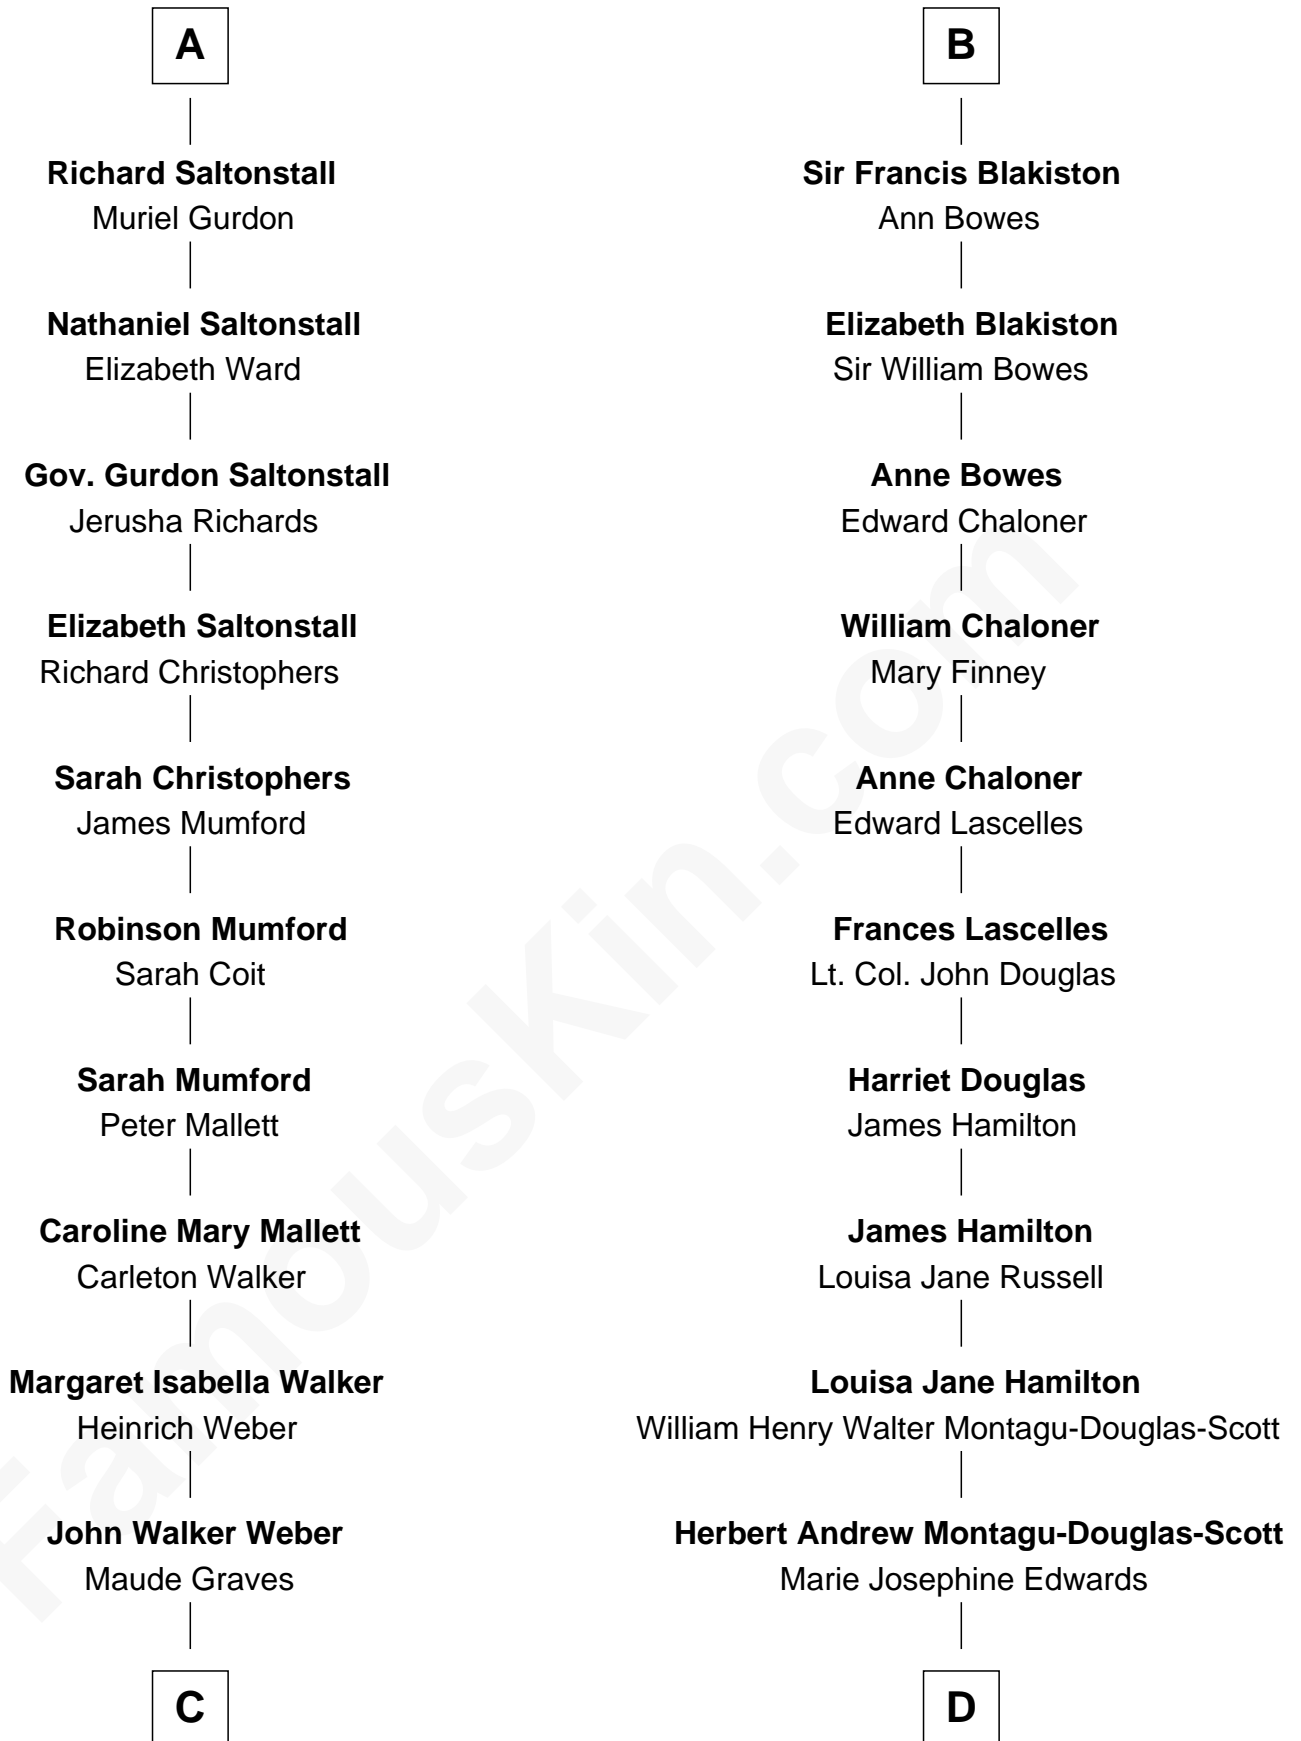 A
Richard Saltonstall
Muriel Gurdon
Nathaniel Saltonstall
Elizabeth Ward
Gov. Gurdon Saltonstall
Jerusha Richards
Elizabeth Saltonstall
Richard Christophers
Sarah Christophers
James Mumford
Robinson Mumford
Sarah Coit
Sarah Mumford
Peter Mallett
Caroline Mary Mallett
Carleton Walker
Margaret Isabella Walker
Heinrich Weber
John Walker Weber
Maude Graves
C
B
Sir Francis Blakiston
Ann Bowes
Elizabeth Blakiston
Sir William Bowes
Anne Bowes
Edward Chaloner
William Chaloner
Mary Finney
Anne Chaloner
Edward Lascelles
Frances Lascelles
Lt. Col. John Douglas
Harriet Douglas
James Hamilton
James Hamilton
Louisa Jane Russell
Louisa Jane Hamilton
William Henry Walter Montagu-Douglas-Scott
Herbert Andrew Montagu-Douglas-Scott
Marie Josephine Edwards
D
FamousKin.com